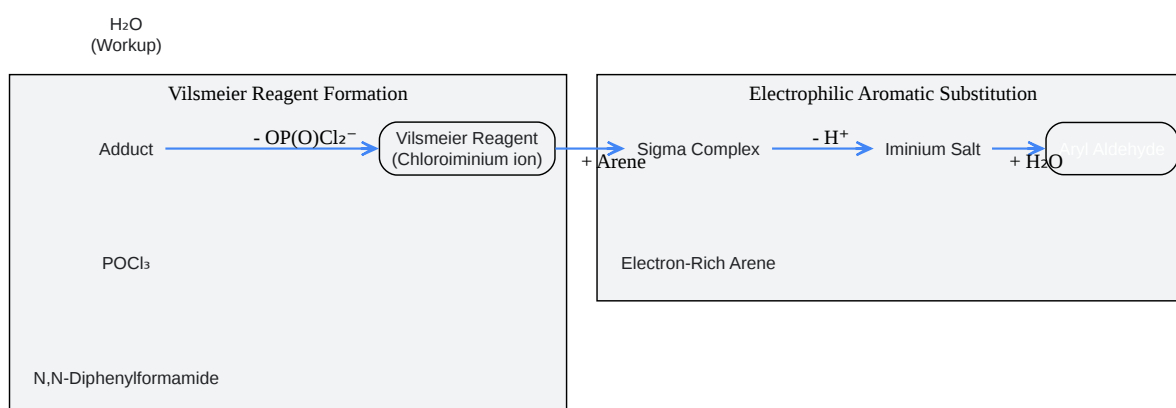 H₂O
(Workup)
Vilsmeier Reagent Formation
Electrophilic Aromatic Substitution
Adduct
- OP(O)Cl₂⁻
Vilsmeier Reagent
(Chloroiminium ion)
+ Arene
Sigma Complex
- H⁺
Iminium Salt
+ H₂O
Aryl Aldehyde
POCl₃
Electron-Rich Arene
N,N-Diphenylformamide